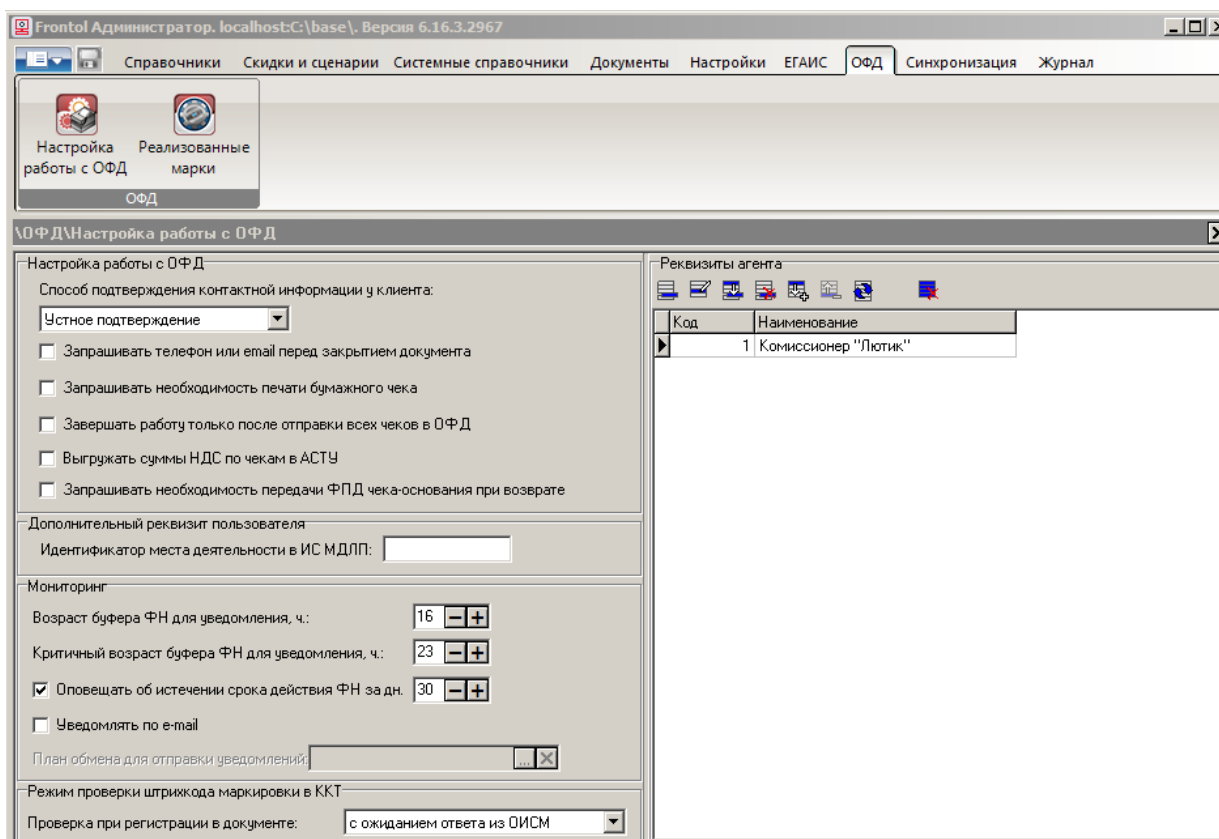 Frontol Администратор. localhost:C:\base\. Версия 6.16.3.2967
Справочники Скидки и сценарии Системные справочники Документы Настройки ЕГАИС ОФД Синхронизация Журнал
Настройка работы с ОФД
Реализованные марки
ОФД
\ОФД\Настройка работы с ОФД
Настройка работы с ОФД
Способ подтверждения контактной информации у клиента:
Устное подтверждение
Запрашивать телефон или email перед закрытием документа
Запрашивать необходимость печати бумажного чека
Завершать работу только после отправки всех чеков в ОФД
Выгружать суммы НДС по чекам в АСТУ
Запрашивать необходимость передачи ФПД чека-основания при возврате
Дополнительный реквизит пользователя
Идентификатор места деятельности в ИС МДЛП:
Мониторинг
Возраст буфера ФН для уведомления, ч.: 16
Критичный возраст буфера ФН для уведомления, ч.: 23
Оповещать об истечении срока действия ФН за дн. 30
Уведомлять по e-mail
План обмена для отправки уведомлений: ...
Режим проверки штрихкода маркировки в ККТ
Проверка при регистрации в документе: с ожиданием ответа из ОИСМ
Реквизиты агента
Код Наименование
1 Комиссионер "Лютик"